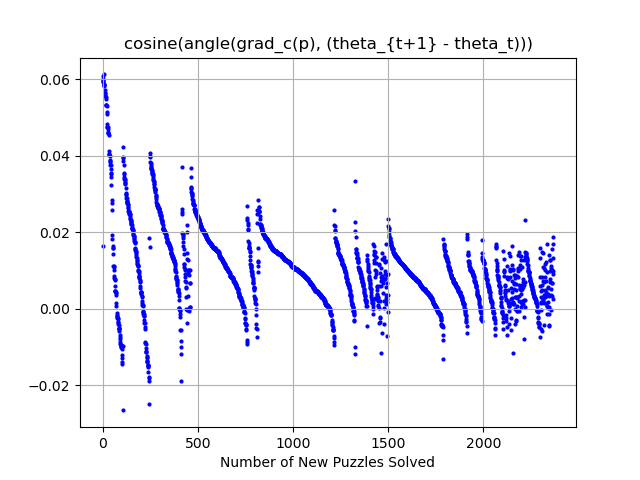 cosine(angle(grad_c(p), (theta_{t+1} - theta_t)))
0.06
0.04
0.02
0.00
−0.02
0 500 1000 1500 2000
Number of New Puzzles Solved